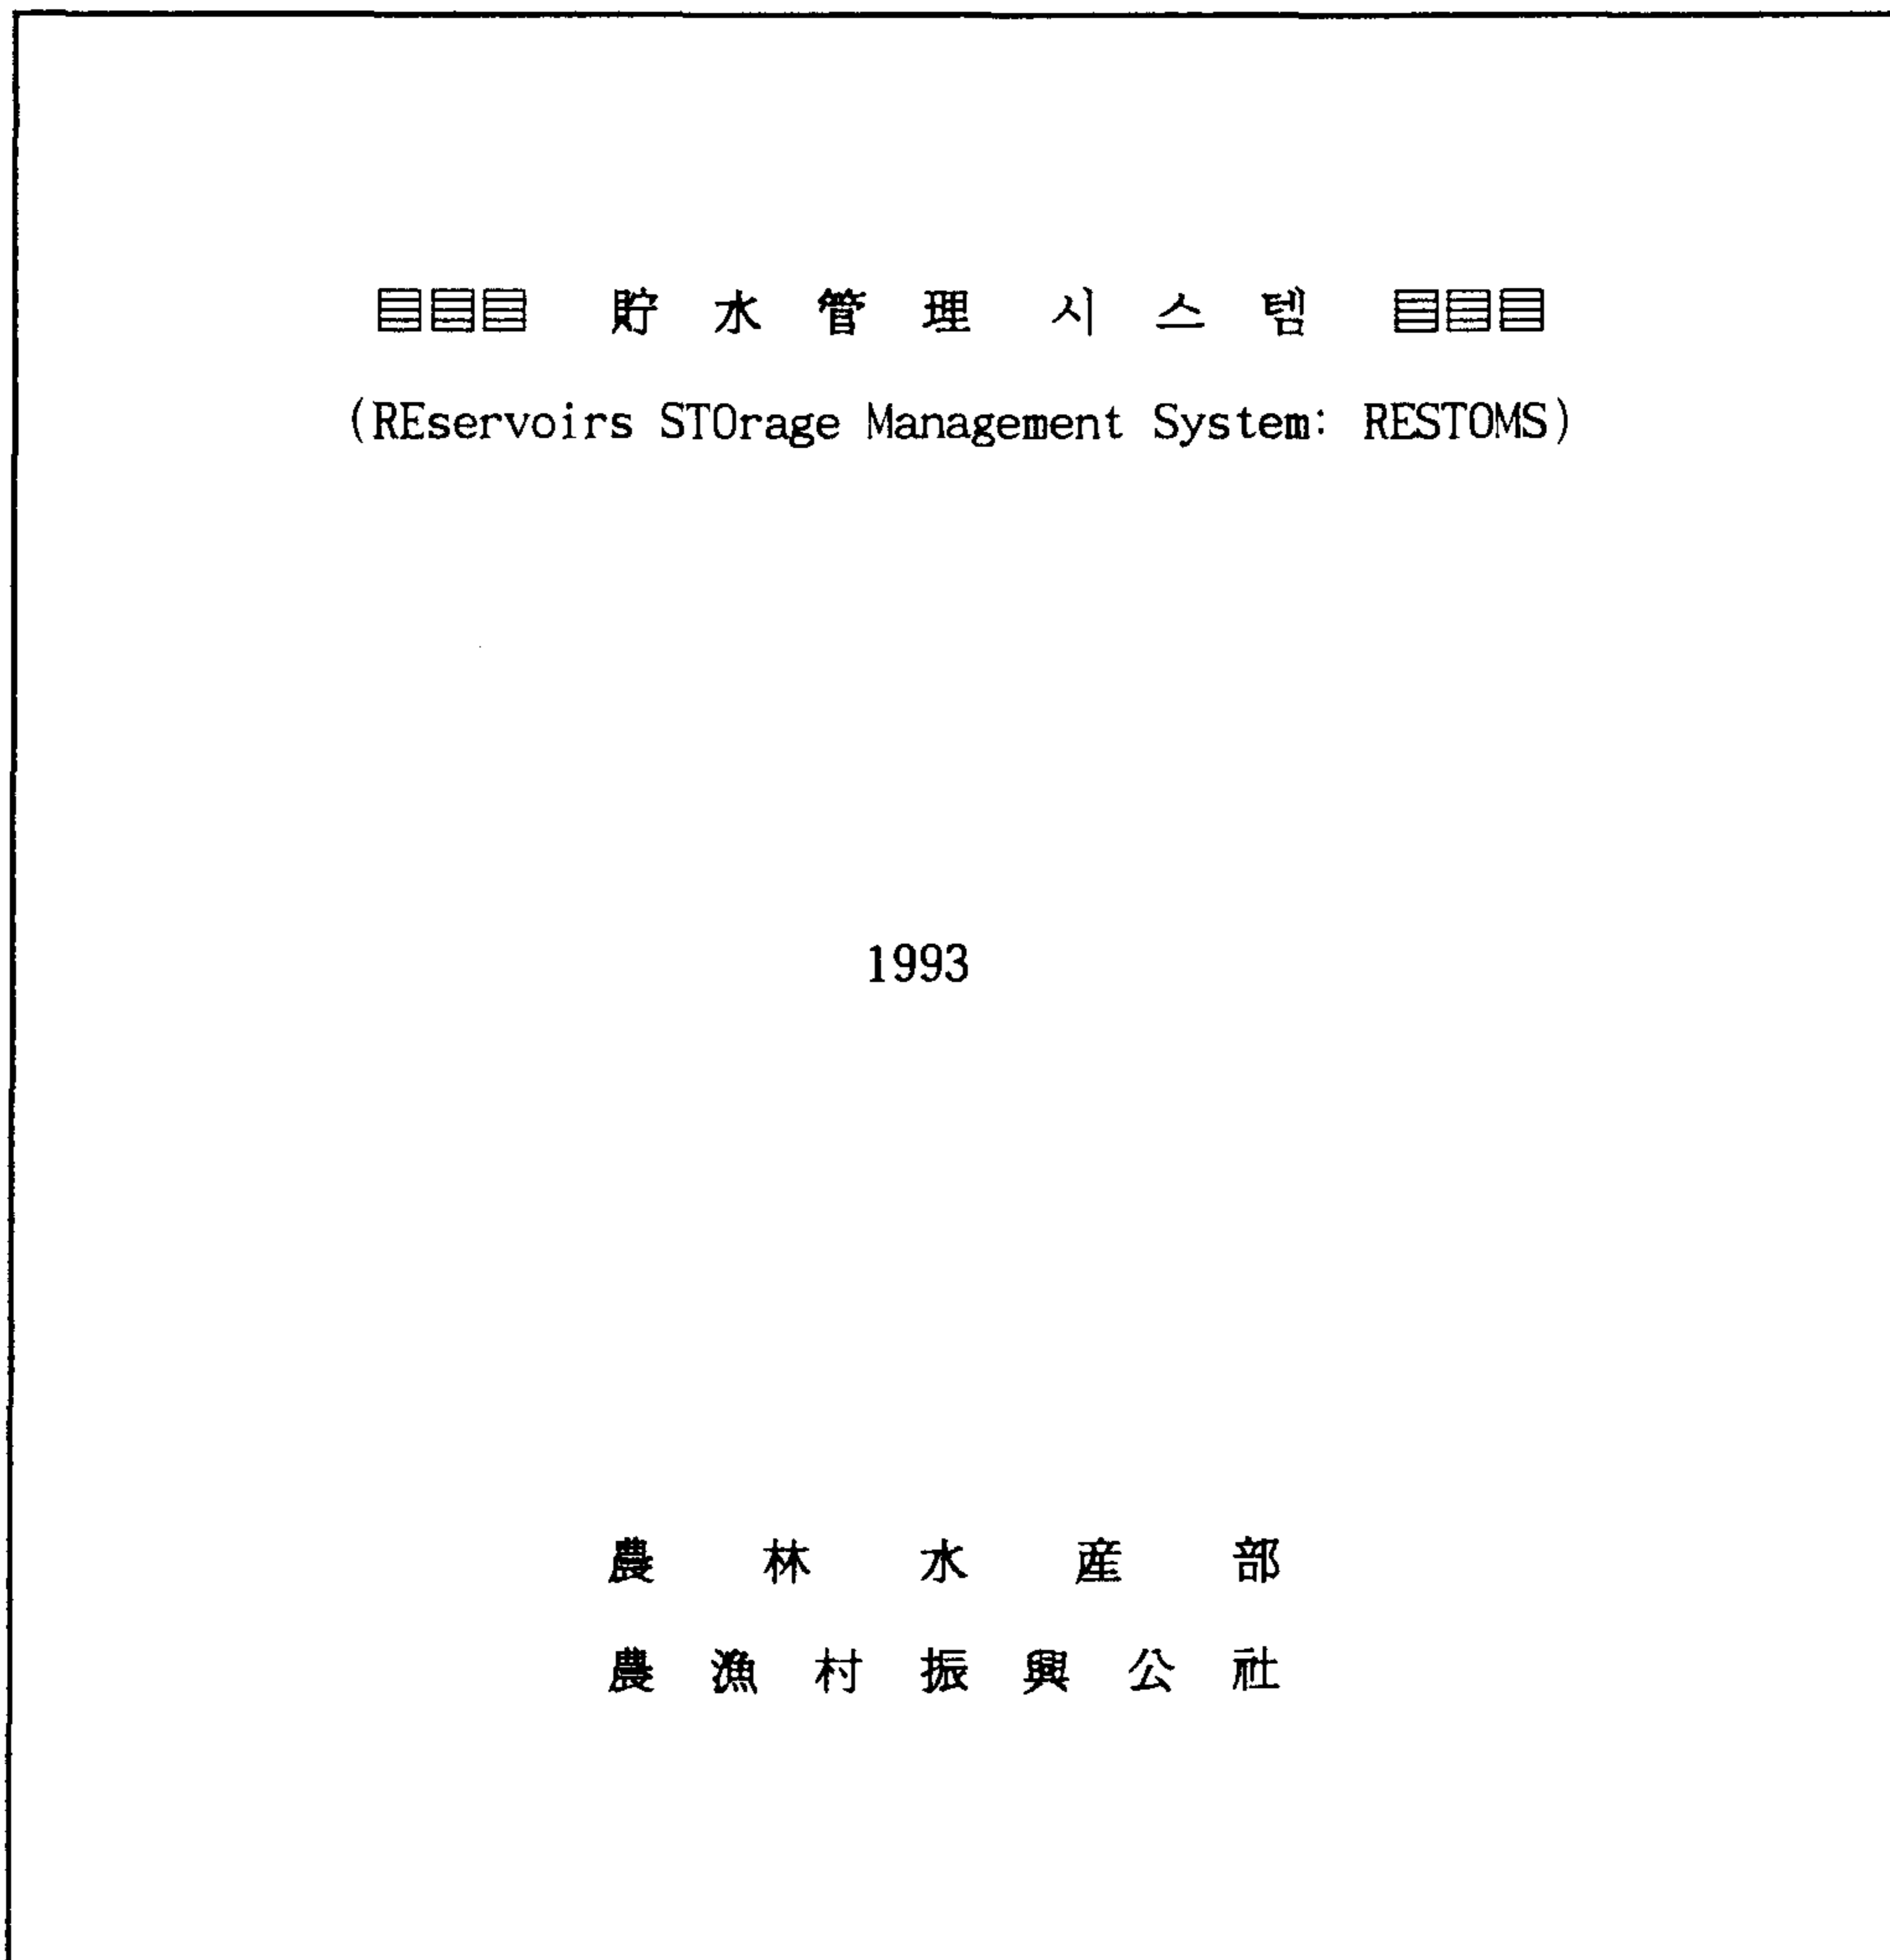 ▤▤▤ 貯水管理 시스템 ▤▤▤
(REservoirs STOrage Management System: RESTOMS)
1993
農林水産部
農漁村振興公社